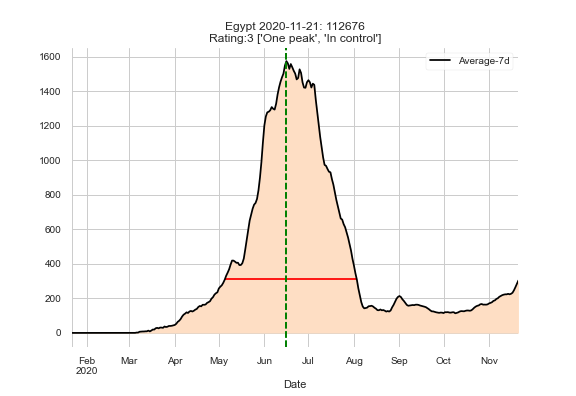 Egypt 2020-11-21: 112676
Rating:3 ['One peak', 'In control']
Average-7d
1600
1400
1200
1000
800
600
400
200
0
Feb Mar Apr May Jun Jul Aug Sep Oct Nov
2020
Date